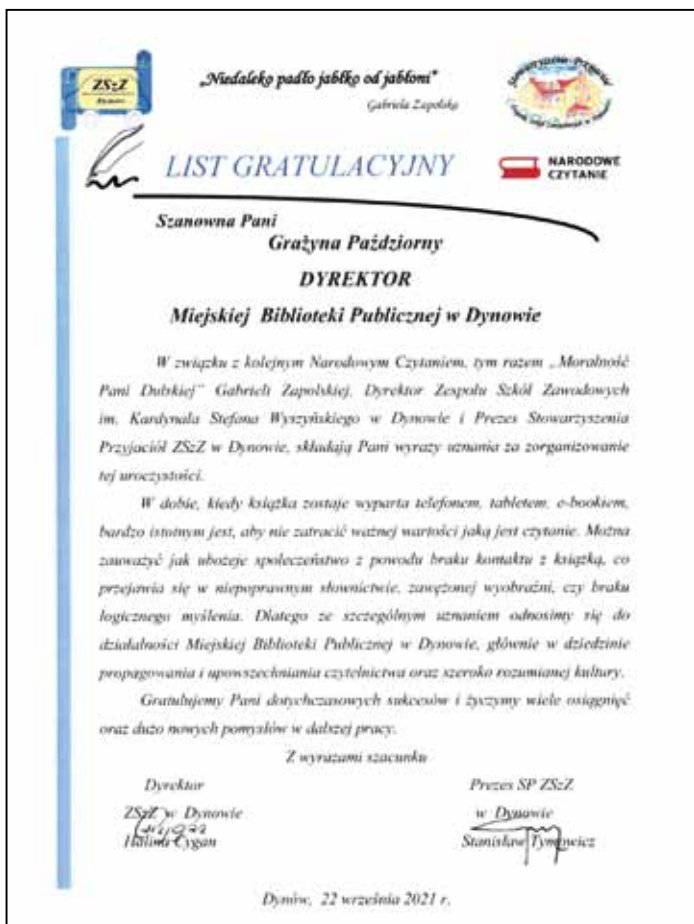 ZSzZ
Dynów
„Niedaleko padło jabłko od jabłoni"
Gabriela Zapolska
LIST GRATULACYJNY
NARODOWE
CZYTANIE
Szanowna Pani
Grażyna Paździorny
DYREKTOR
Miejskiej Biblioteki Publicznej w Dynowie
W związku z kolejnym Narodowym Czytaniem, tym razem „Moralność
Pani Dulskiej" Gabrieli Zapolskiej, Dyrektor Zespołu Szkół Zawodowych
im. Kardynała Stefana Wyszyńskiego w Dynowie i Prezes Stowarzyszenia
Przyjaciół ZSzZ w Dynowie, składają Pani wyrazy uznania za zorganizowanie
tej uroczystości.
W dobie, kiedy książka zostaje wyparta telefonem, tabletem, e-bookiem,
bardzo istotnym jest, aby nie zatracić ważnej wartości jaką jest czytanie. Można
zauważyć jak ubożeje społeczeństwo z powodu braku kontaktu z książką, co
przejawia się w niepoprawnym słownictwie, zawężonej wyobraźni, czy braku
logicznego myślenia. Dlatego ze szczególnym uznaniem odnosimy się do
działalności Miejskiej Biblioteki Publicznej w Dynowie, głównie w dziedzinie
propagowania i upowszechniania czytelnictwa oraz szeroko rozumianej kultury.
Gratulujemy Pani dotychczasowych sukcesów i życzymy wiele osiągnięć
oraz dużo nowych pomysłów w dalszej pracy.
Z wyrazami szacunku
Dyrektor
ZSzZ w Dynowie
Halina Cygan
Prezes SP ZSzZ
w Dynowie
Stanisław Tymowicz
Dynów, 22 września 2021 r.